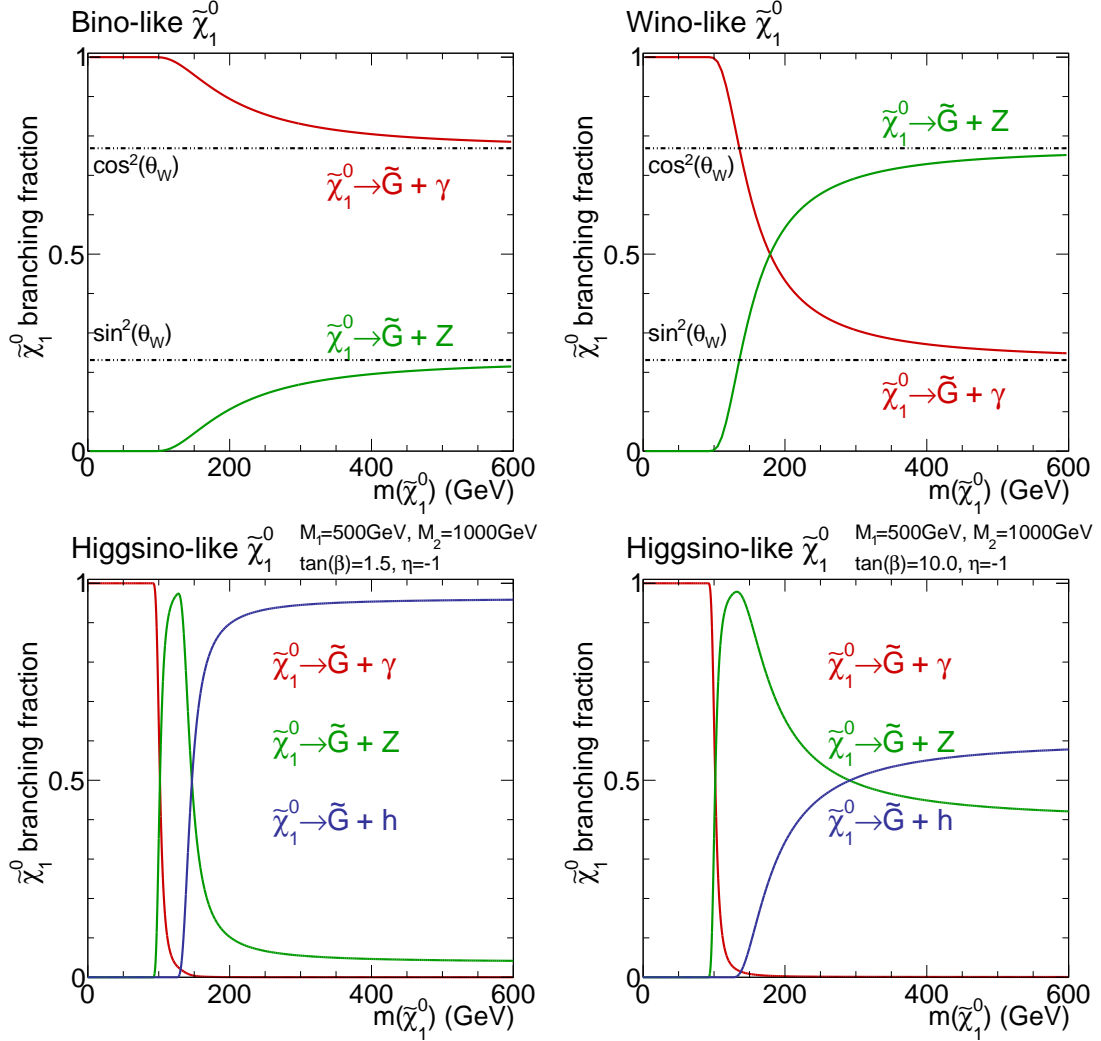 Bino-like χ̃₁⁰
χ̃₁⁰ branching fraction
1
0.5
0
cos²(θ_W)
χ̃₁⁰→G̃ + γ
sin²(θ_W)
χ̃₁⁰→G̃ + Z
0 200 400 600
m(χ̃₁⁰) (GeV)
Wino-like χ̃₁⁰
χ̃₁⁰ branching fraction
1
0.5
0
χ̃₁⁰→G̃ + Z
cos²(θ_W)
sin²(θ_W)
χ̃₁⁰→G̃ + γ
0 200 400 600
m(χ̃₁⁰) (GeV)
Higgsino-like χ̃₁⁰
M₁=500GeV, M₂=1000GeV
tan(β)=1.5, η=-1
χ̃₁⁰ branching fraction
1
0.5
0
χ̃₁⁰→G̃ + γ
χ̃₁⁰→G̃ + Z
χ̃₁⁰→G̃ + h
0 200 400 600
m(χ̃₁⁰) (GeV)
Higgsino-like χ̃₁⁰
M₁=500GeV, M₂=1000GeV
tan(β)=10.0, η=-1
χ̃₁⁰ branching fraction
1
0.5
0
χ̃₁⁰→G̃ + γ
χ̃₁⁰→G̃ + Z
χ̃₁⁰→G̃ + h
0 200 400 600
m(χ̃₁⁰) (GeV)